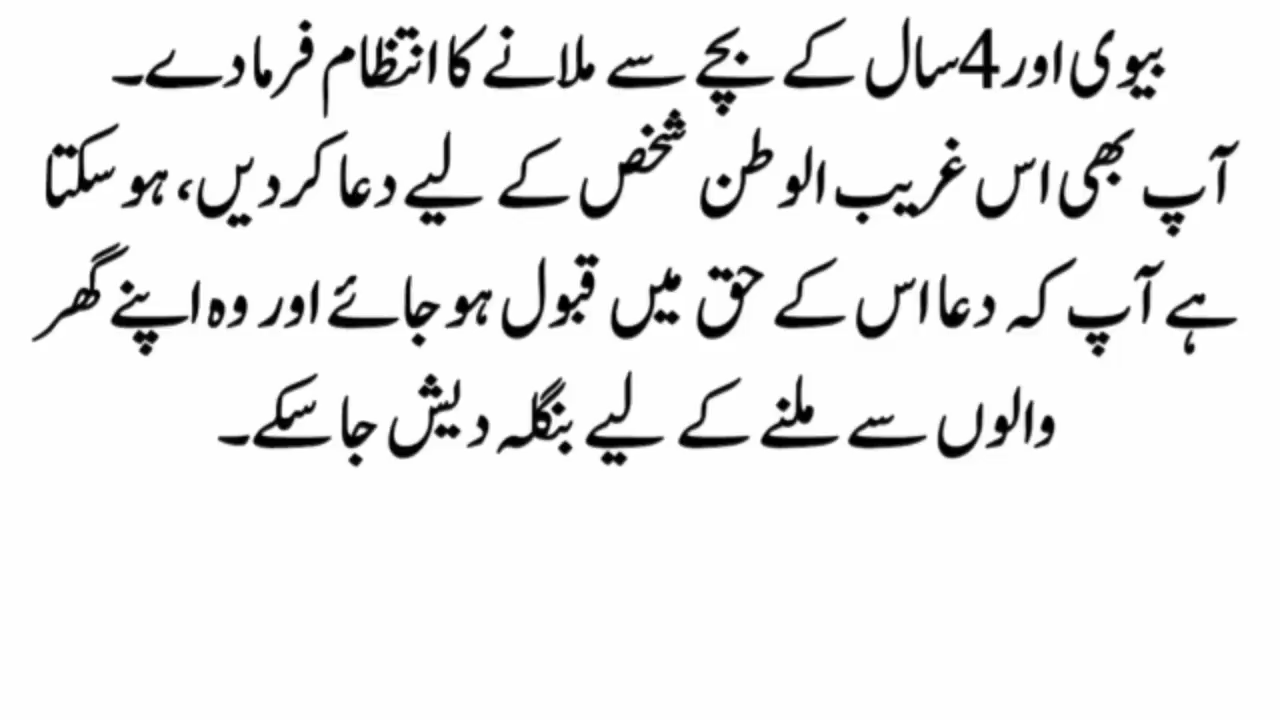 بیوی اور 4 سال کے بچے سے ملانے کا انتظام فرما دے۔
آپ بھی اس غریب الوطن شخص کے لیے دعا کردیں، ہو سکتا
ہے آپ کہ دعا اس کے حق میں قبول ہو جائے اور وہ اپنے گھر
والوں سے ملنے کے لیے بنگلہ دیش جا سکے۔